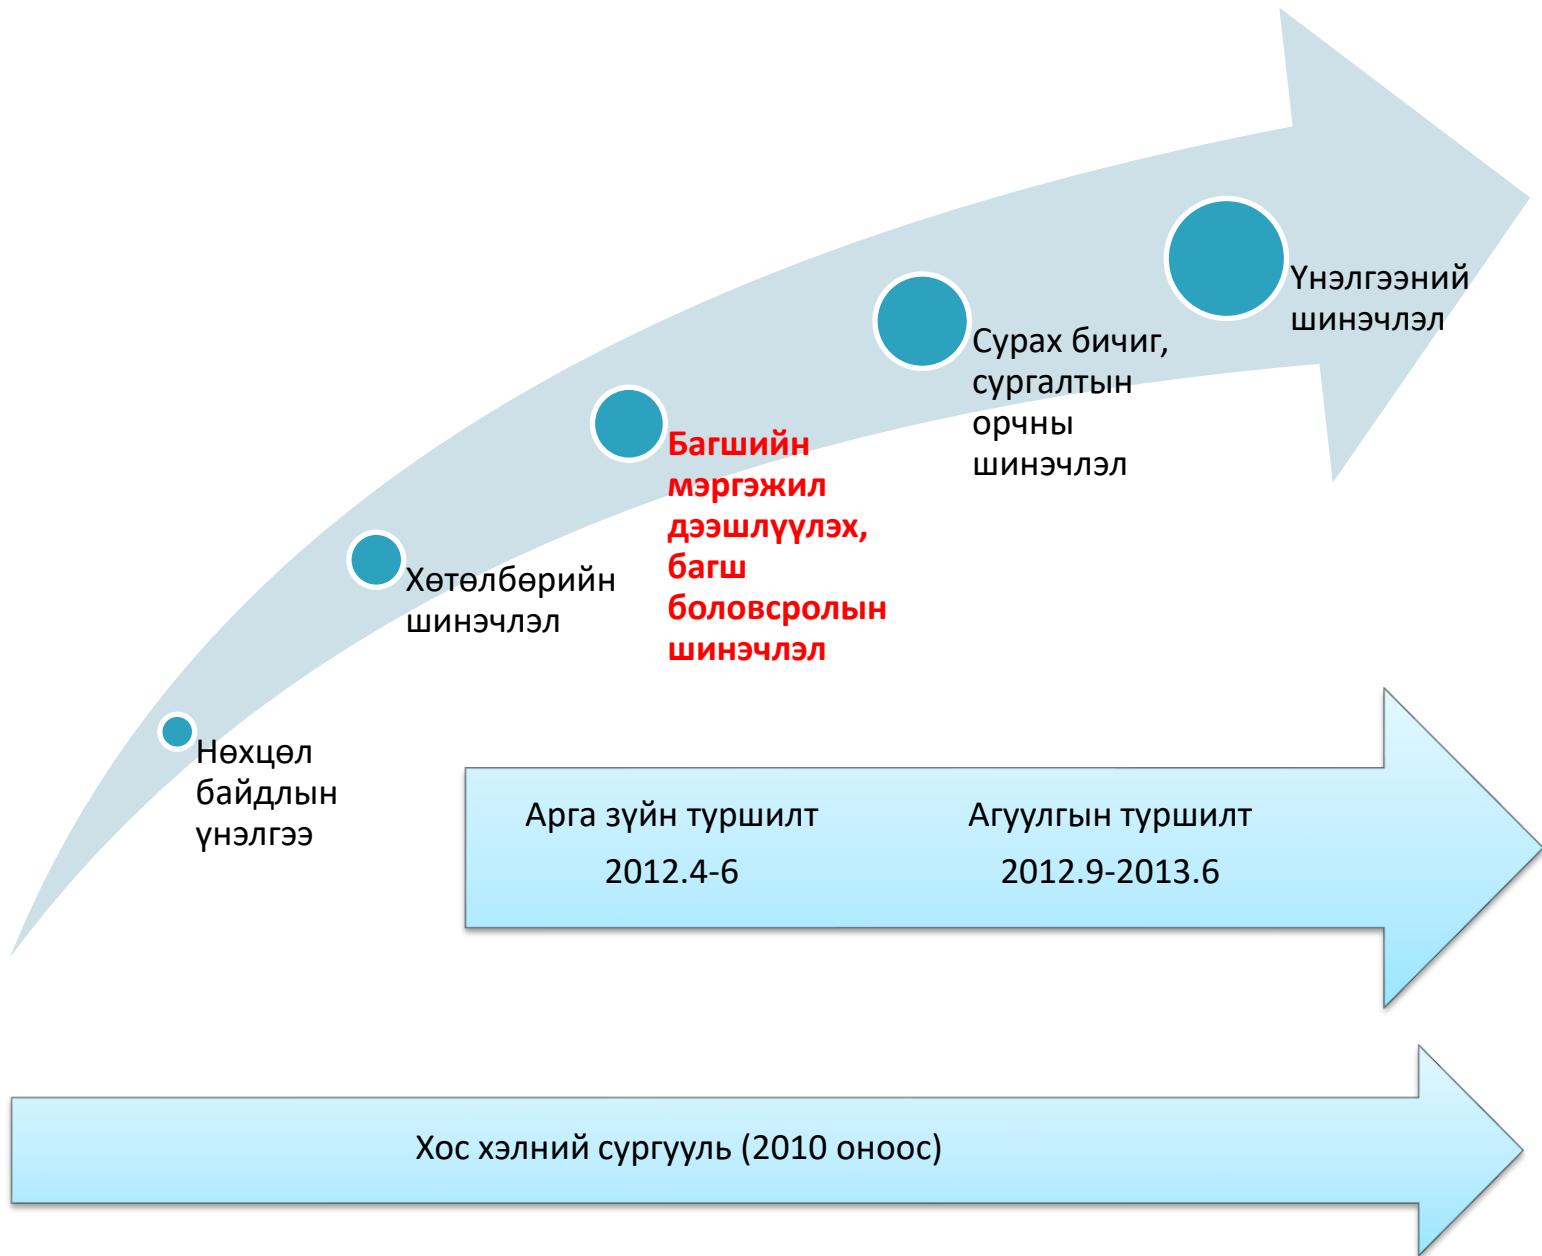 Үнэлгээний
шинэчлэл
Сурах бичиг,
сургалтын
орчны
шинэчлэл
Багшийн
мэргэжил
дээшлүүлэх,
багш
боловсролын
шинэчлэл
Хөтөлбөрийн
шинэчлэл
Нөхцөл
байдлын
үнэлгээ
Арга зүйн туршилт
2012.4-6
Агуулгын туршилт
2012.9-2013.6
Хос хэлний сургууль (2010 оноос)